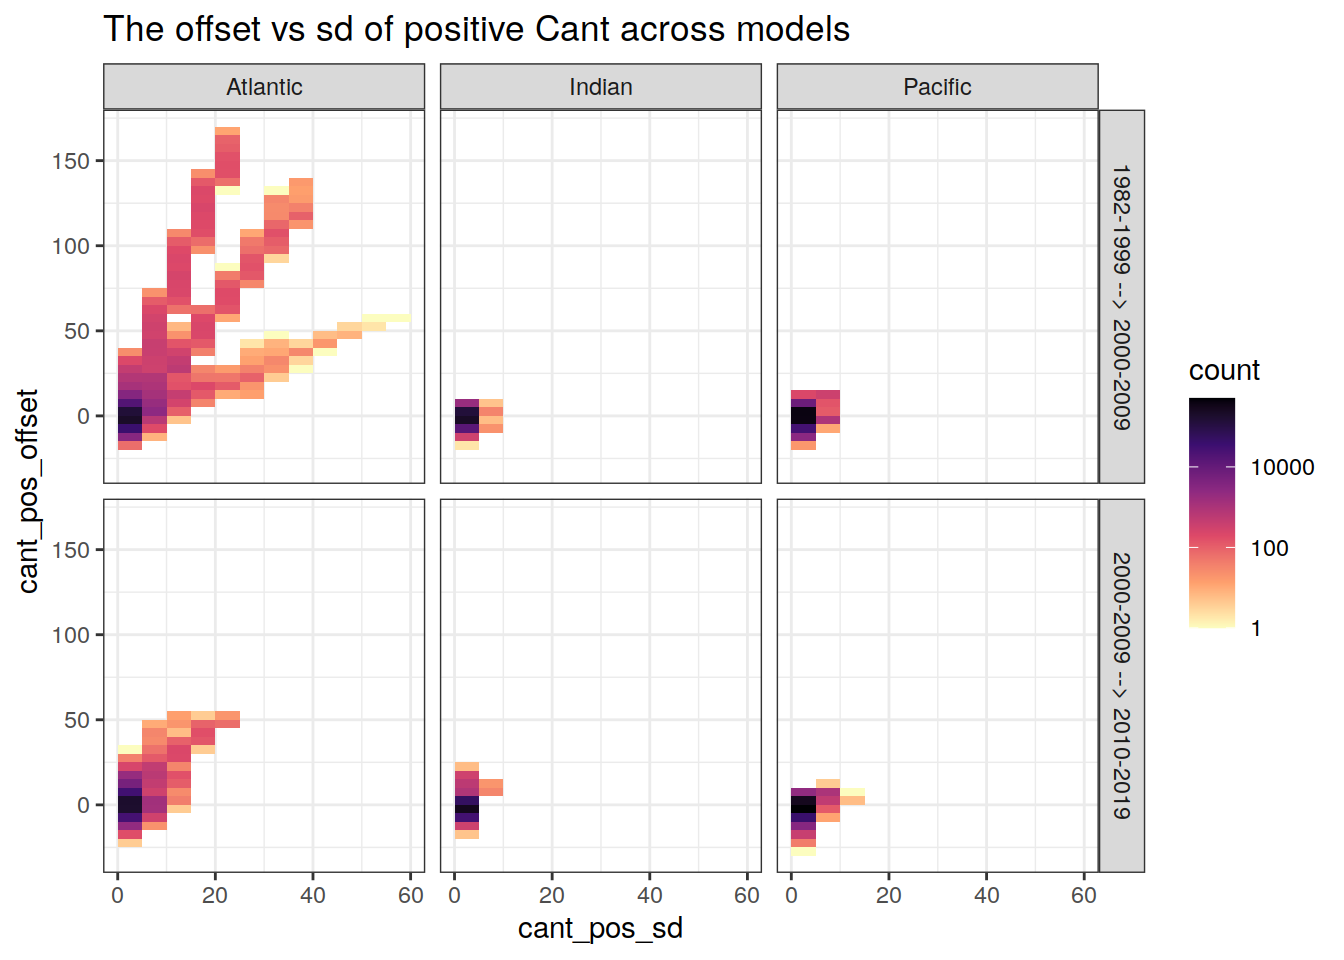 The offset vs sd of positive Cant across models
Atlantic
Indian
Pacific
150
100
50
0
1982-1999 --> 2000-2009
150
100
50
0
2000-2009 --> 2010-2019
0 20 40 60
0 20 40 60
0 20 40 60
cant_pos_sd
cant_pos_offset
count
10000
100
1